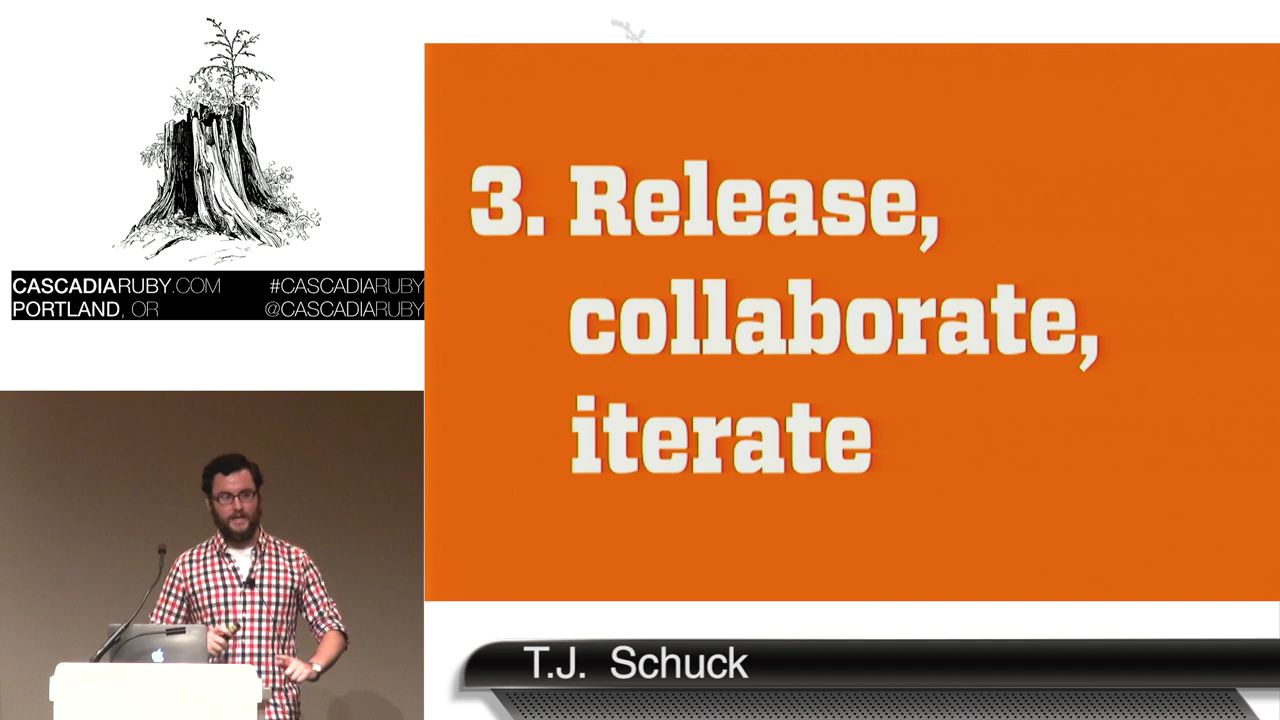 CASCADIARUBY.COM #CASCADIARUBY
PORTLAND, OR @CASCADIARUBY
3. Release,
collaborate,
iterate
T.J. Schuck